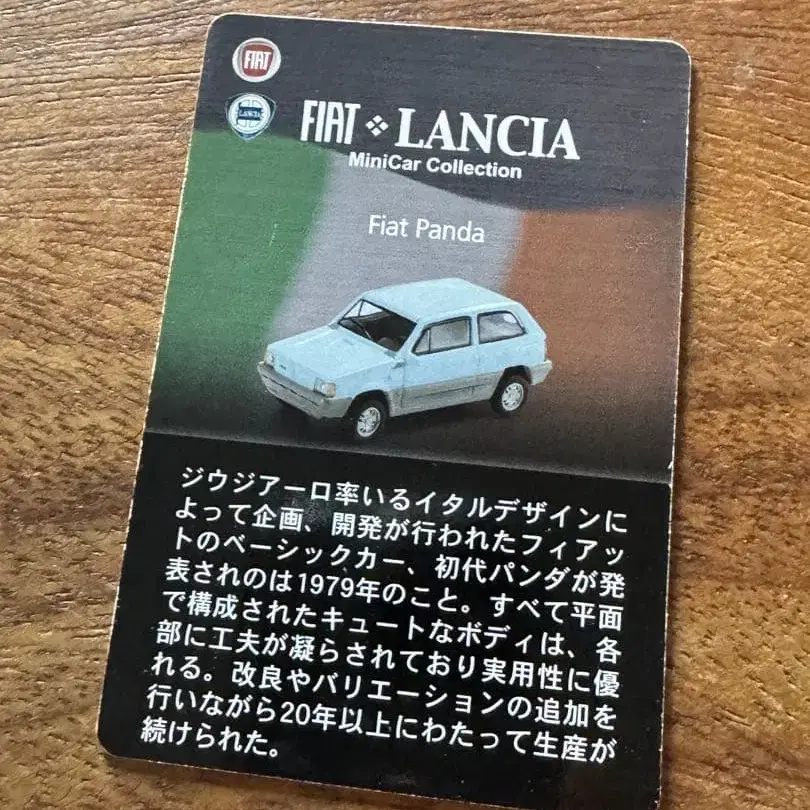 FIAT
LANCIA
FIAT LANCIA
MiniCar Collection
Fiat Panda
ジウジアーロ率いるイタルデザインに
よって企画、開発が行われたフィアッ
トのベーシックカー、初代パンダが発
表されのは1979年のこと。すべて平面
で構成されたキュートなボディは、各
部に工夫が凝らされており実用性に優
れる。改良やバリエーションの追加を
行いながら20年以上にわたって生産が
続けられた。